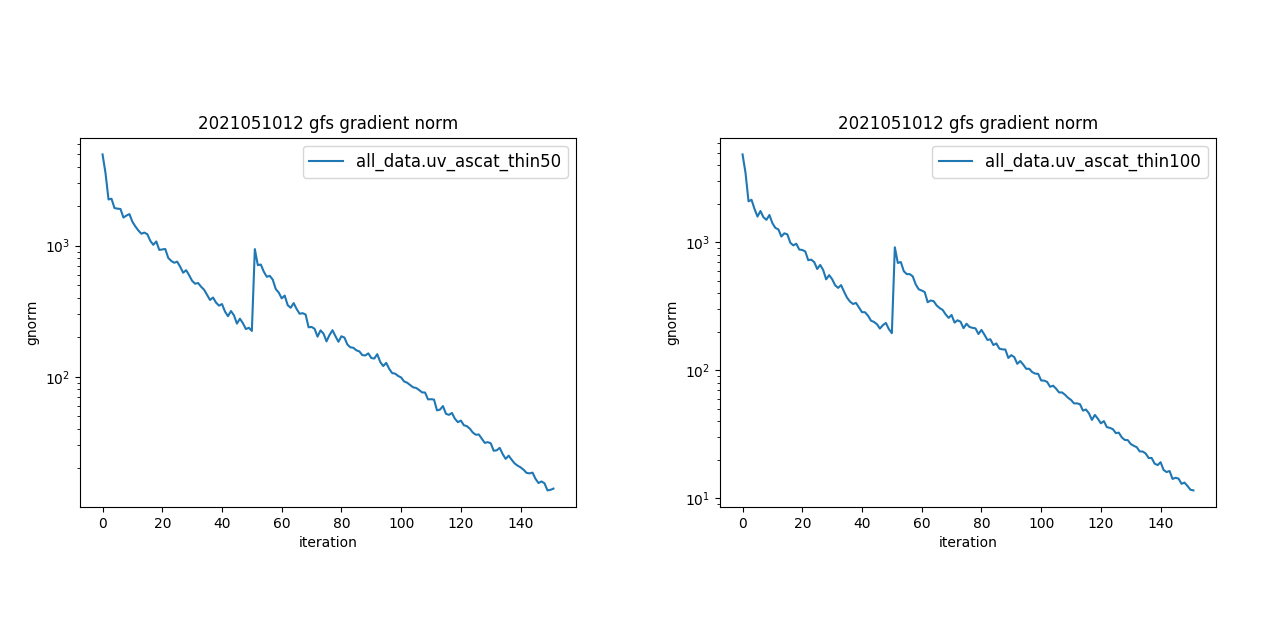 2021051012 gfs gradient norm
all_data.uv_ascat_thin50
gnorm
10³
10²
0 20 40 60 80 100 120 140
iteration
2021051012 gfs gradient norm
all_data.uv_ascat_thin100
gnorm
10³
10²
10¹
0 20 40 60 80 100 120 140
iteration